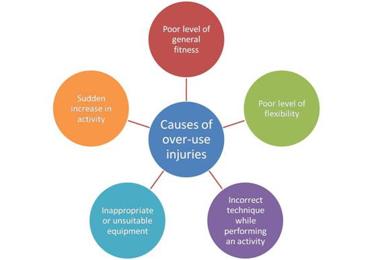 Poor level of
general
fitness
Sudden
increase in
activity
Poor level of
flexibility
Causes of
over-use
injuries
Inappropriate
or unsuitable
equipment
Incorrect
technique
while
performing
an activity